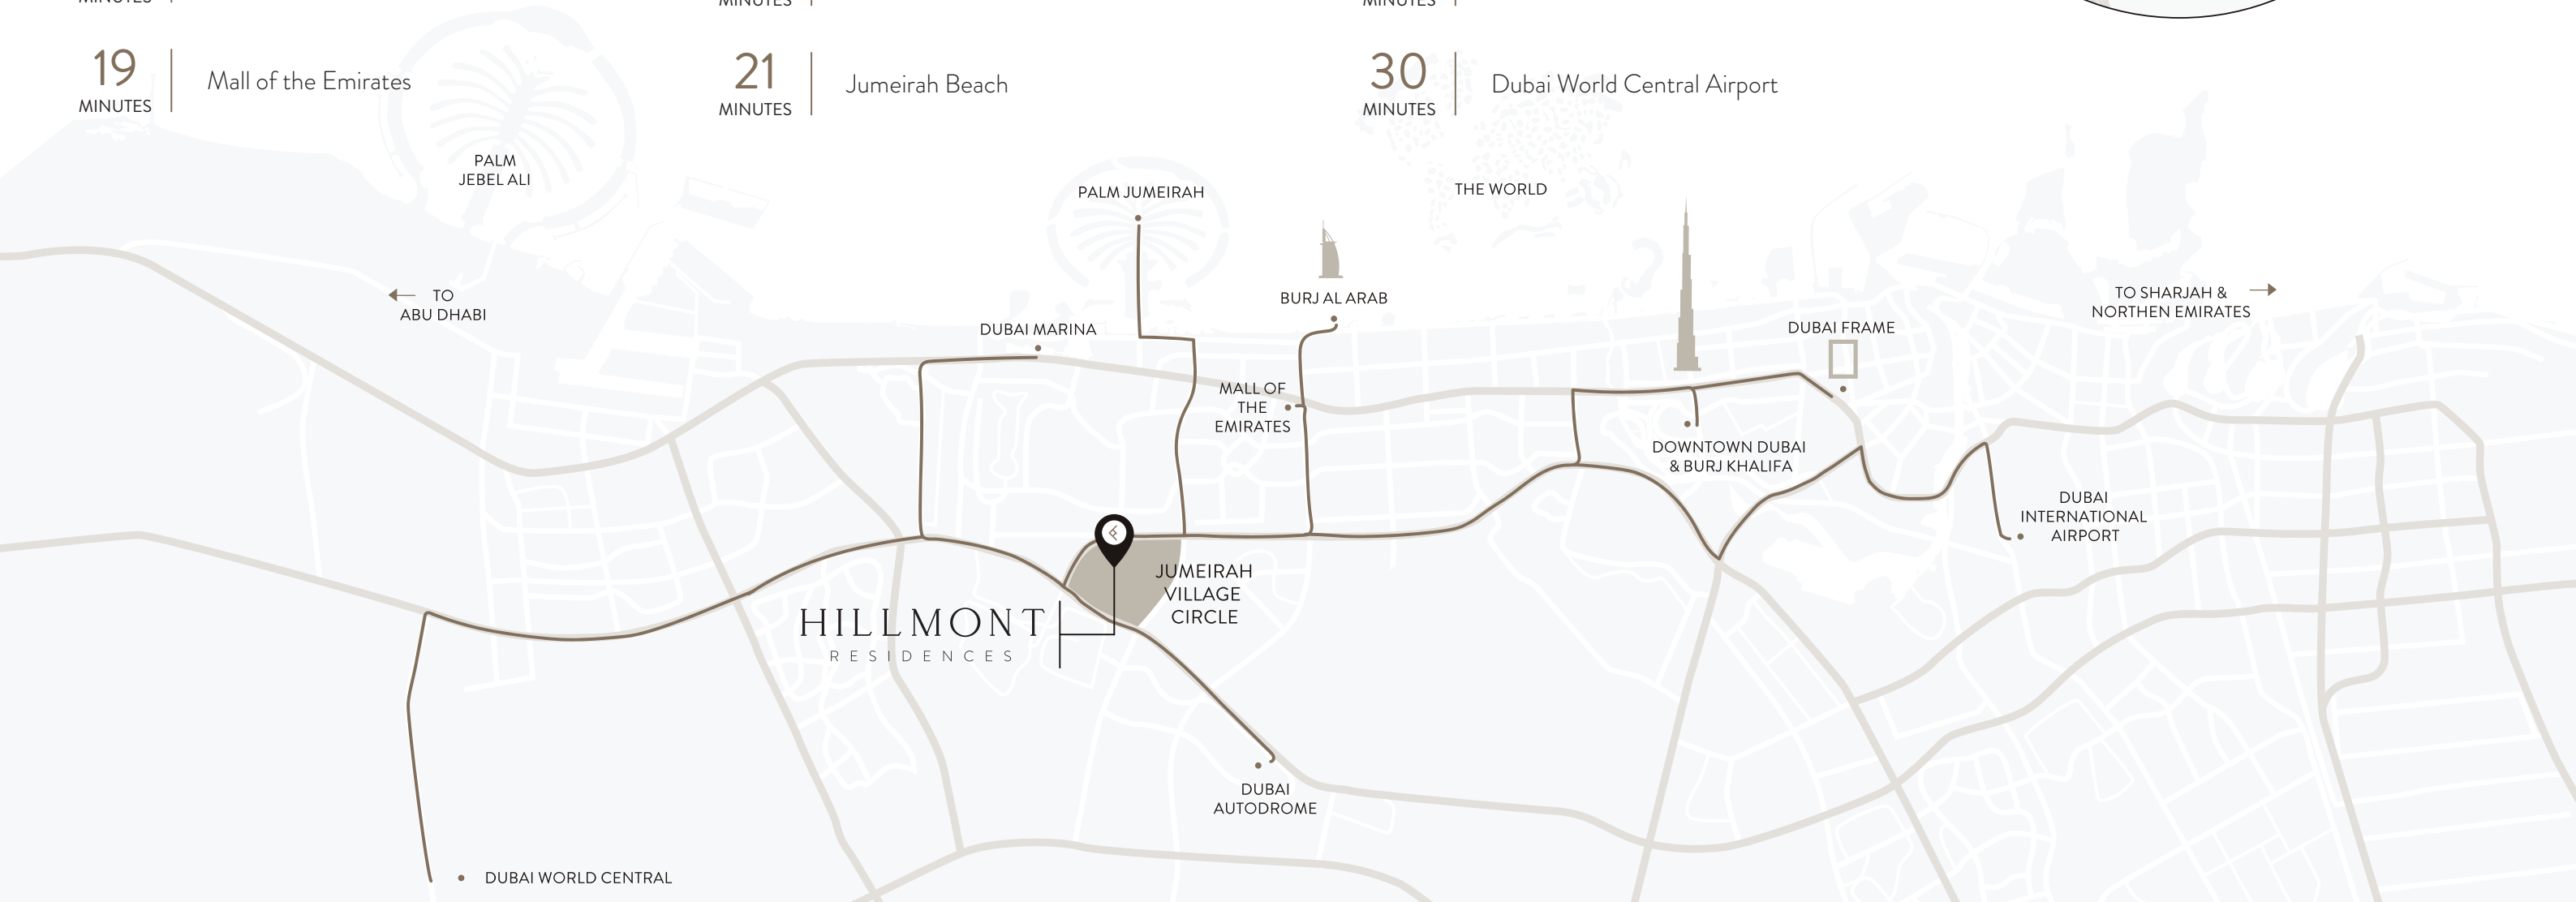 MINUTES
MINUTES
MINUTES
19
MINUTES
Mall of the Emirates
21
MINUTES
Jumeirah Beach
30
MINUTES
Dubai World Central Airport
PALM
JEBEL ALI
PALM JUMEIRAH
THE WORLD
TO
ABU DHABI
BURJ AL ARAB
TO SHARJAH &
NORTHEN EMIRATES
DUBAI MARINA
DUBAI FRAME
MALL OF
THE
EMIRATES
DOWNTOWN DUBAI
& BURJ KHALIFA
DUBAI
INTERNATIONAL
AIRPORT
JUMEIRAH
VILLAGE
CIRCLE
HILLMONT
RESIDENCES
DUBAI
AUTODROME
DUBAI WORLD CENTRAL